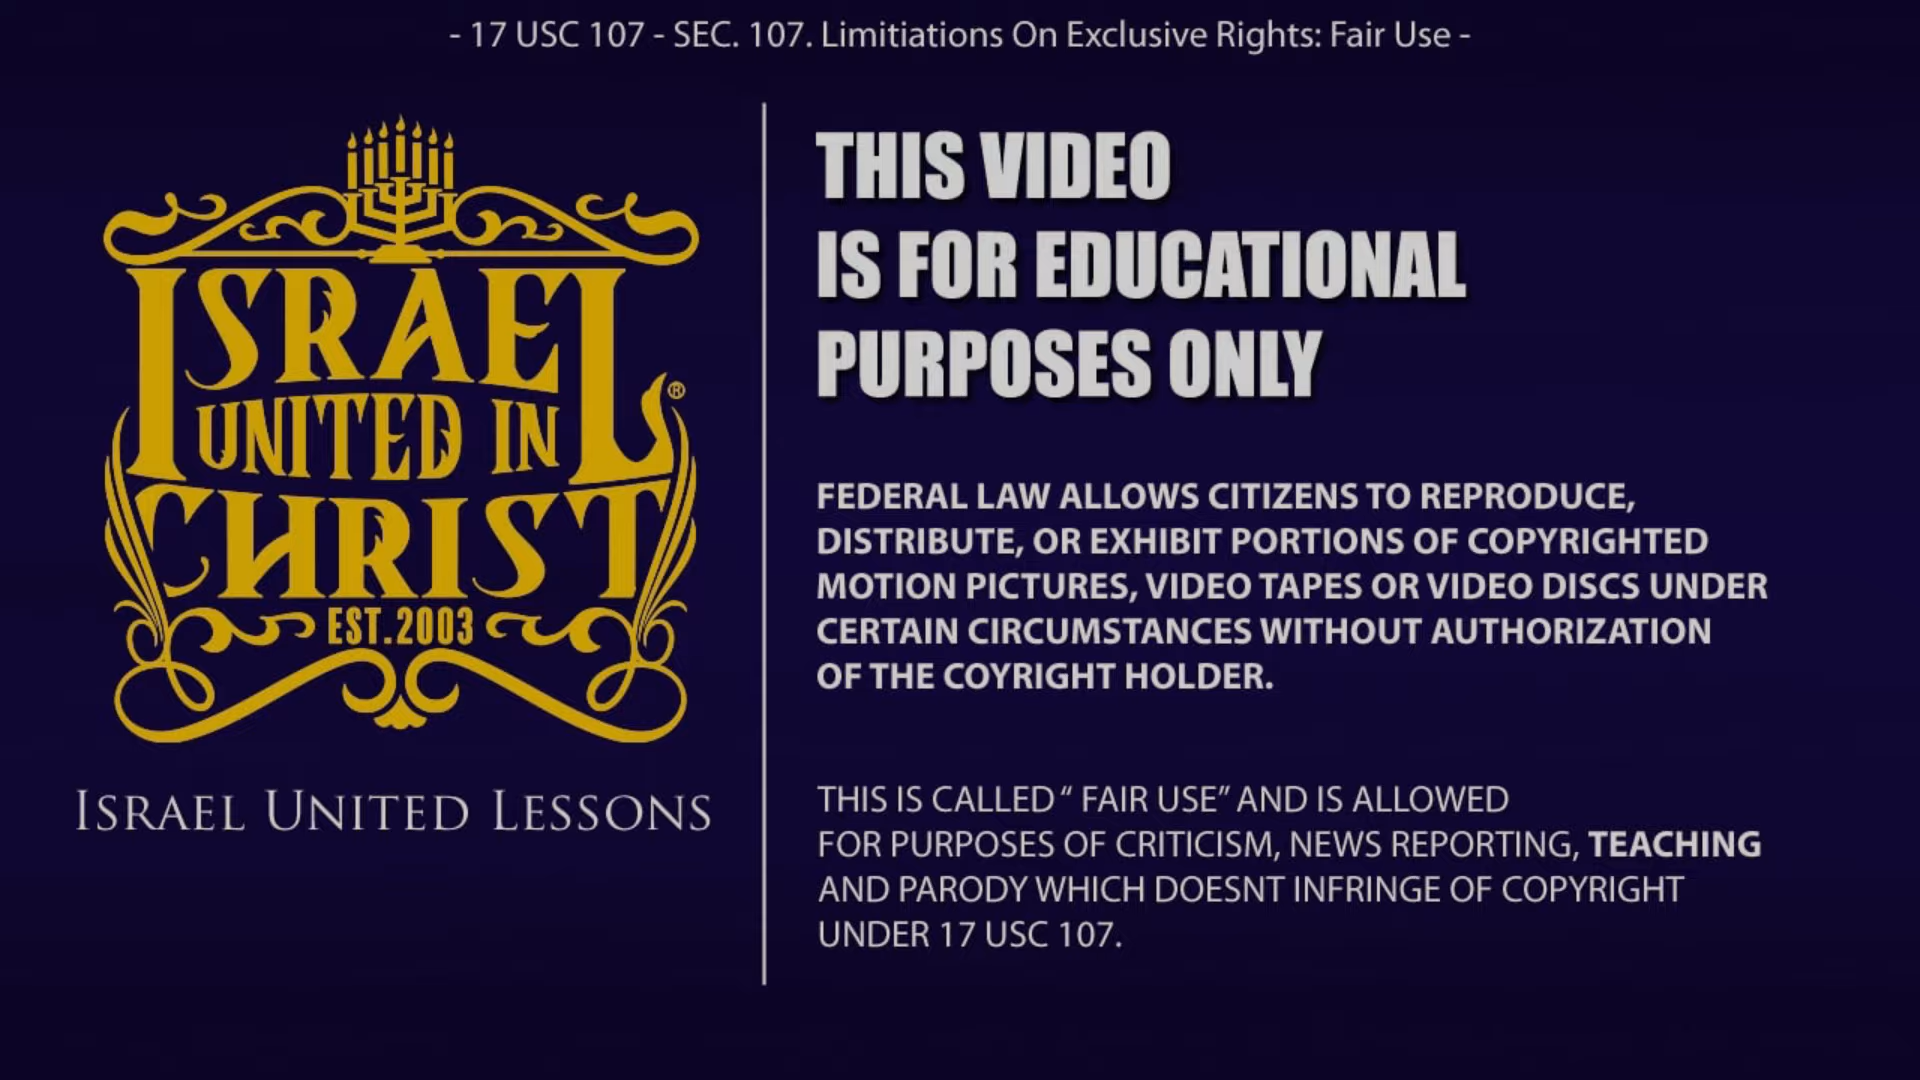 - 17 USC 107 - SEC. 107. Limitiations On Exclusive Rights: Fair Use -
ISRAEL
UNITED IN
CHRIST
®
EST.2003
ISRAEL UNITED LESSONS
THIS VIDEO
IS FOR EDUCATIONAL
PURPOSES ONLY
FEDERAL LAW ALLOWS CITIZENS TO REPRODUCE,
DISTRIBUTE, OR EXHIBIT PORTIONS OF COPYRIGHTED
MOTION PICTURES, VIDEO TAPES OR VIDEO DISCS UNDER
CERTAIN CIRCUMSTANCES WITHOUT AUTHORIZATION
OF THE COYRIGHT HOLDER.
THIS IS CALLED “ FAIR USE” AND IS ALLOWED
FOR PURPOSES OF CRITICISM, NEWS REPORTING, TEACHING
AND PARODY WHICH DOESNT INFRINGE OF COPYRIGHT
UNDER 17 USC 107.